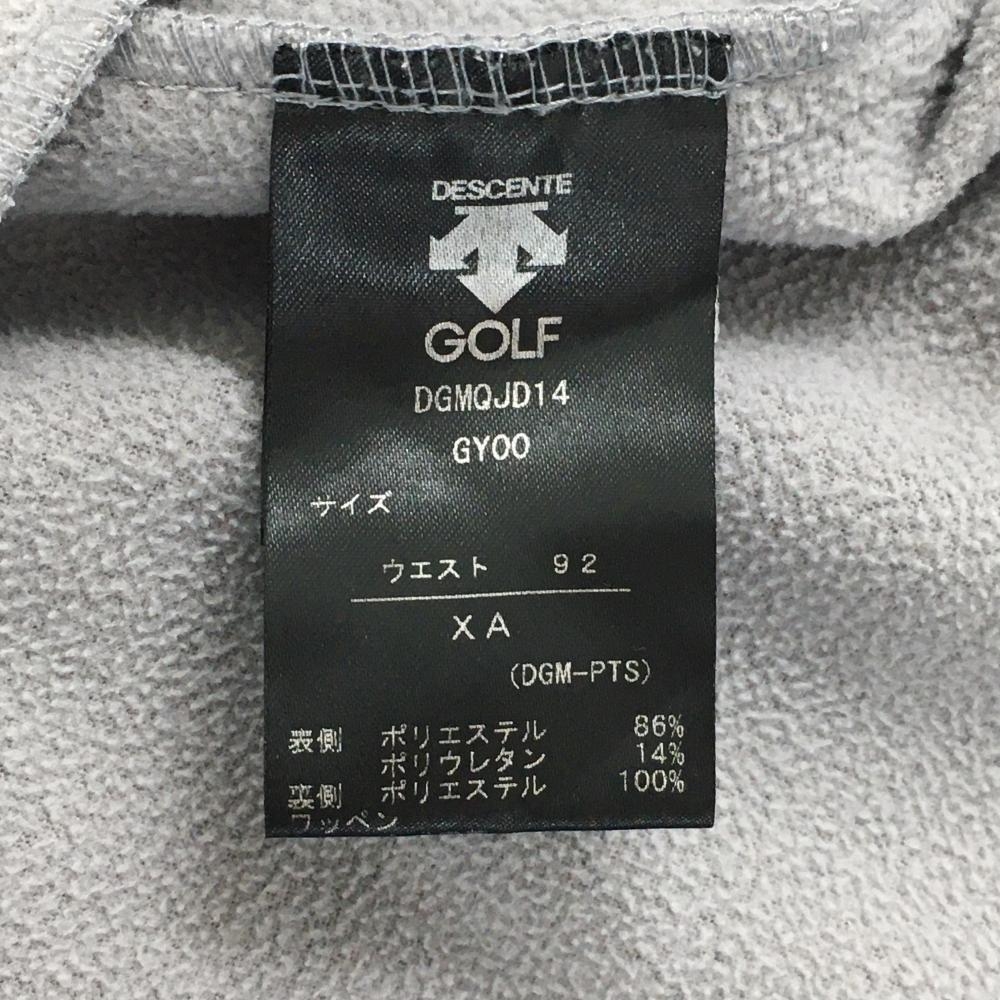 DESCENTE
GOLF
DGMQJD14
GY00
サイズ
ウエスト 92
XA
(DGM-PTS)
表側 ポリエステル 86%
ポリウレタン 14%
裏側 ポリエステル 100%
ワッペン